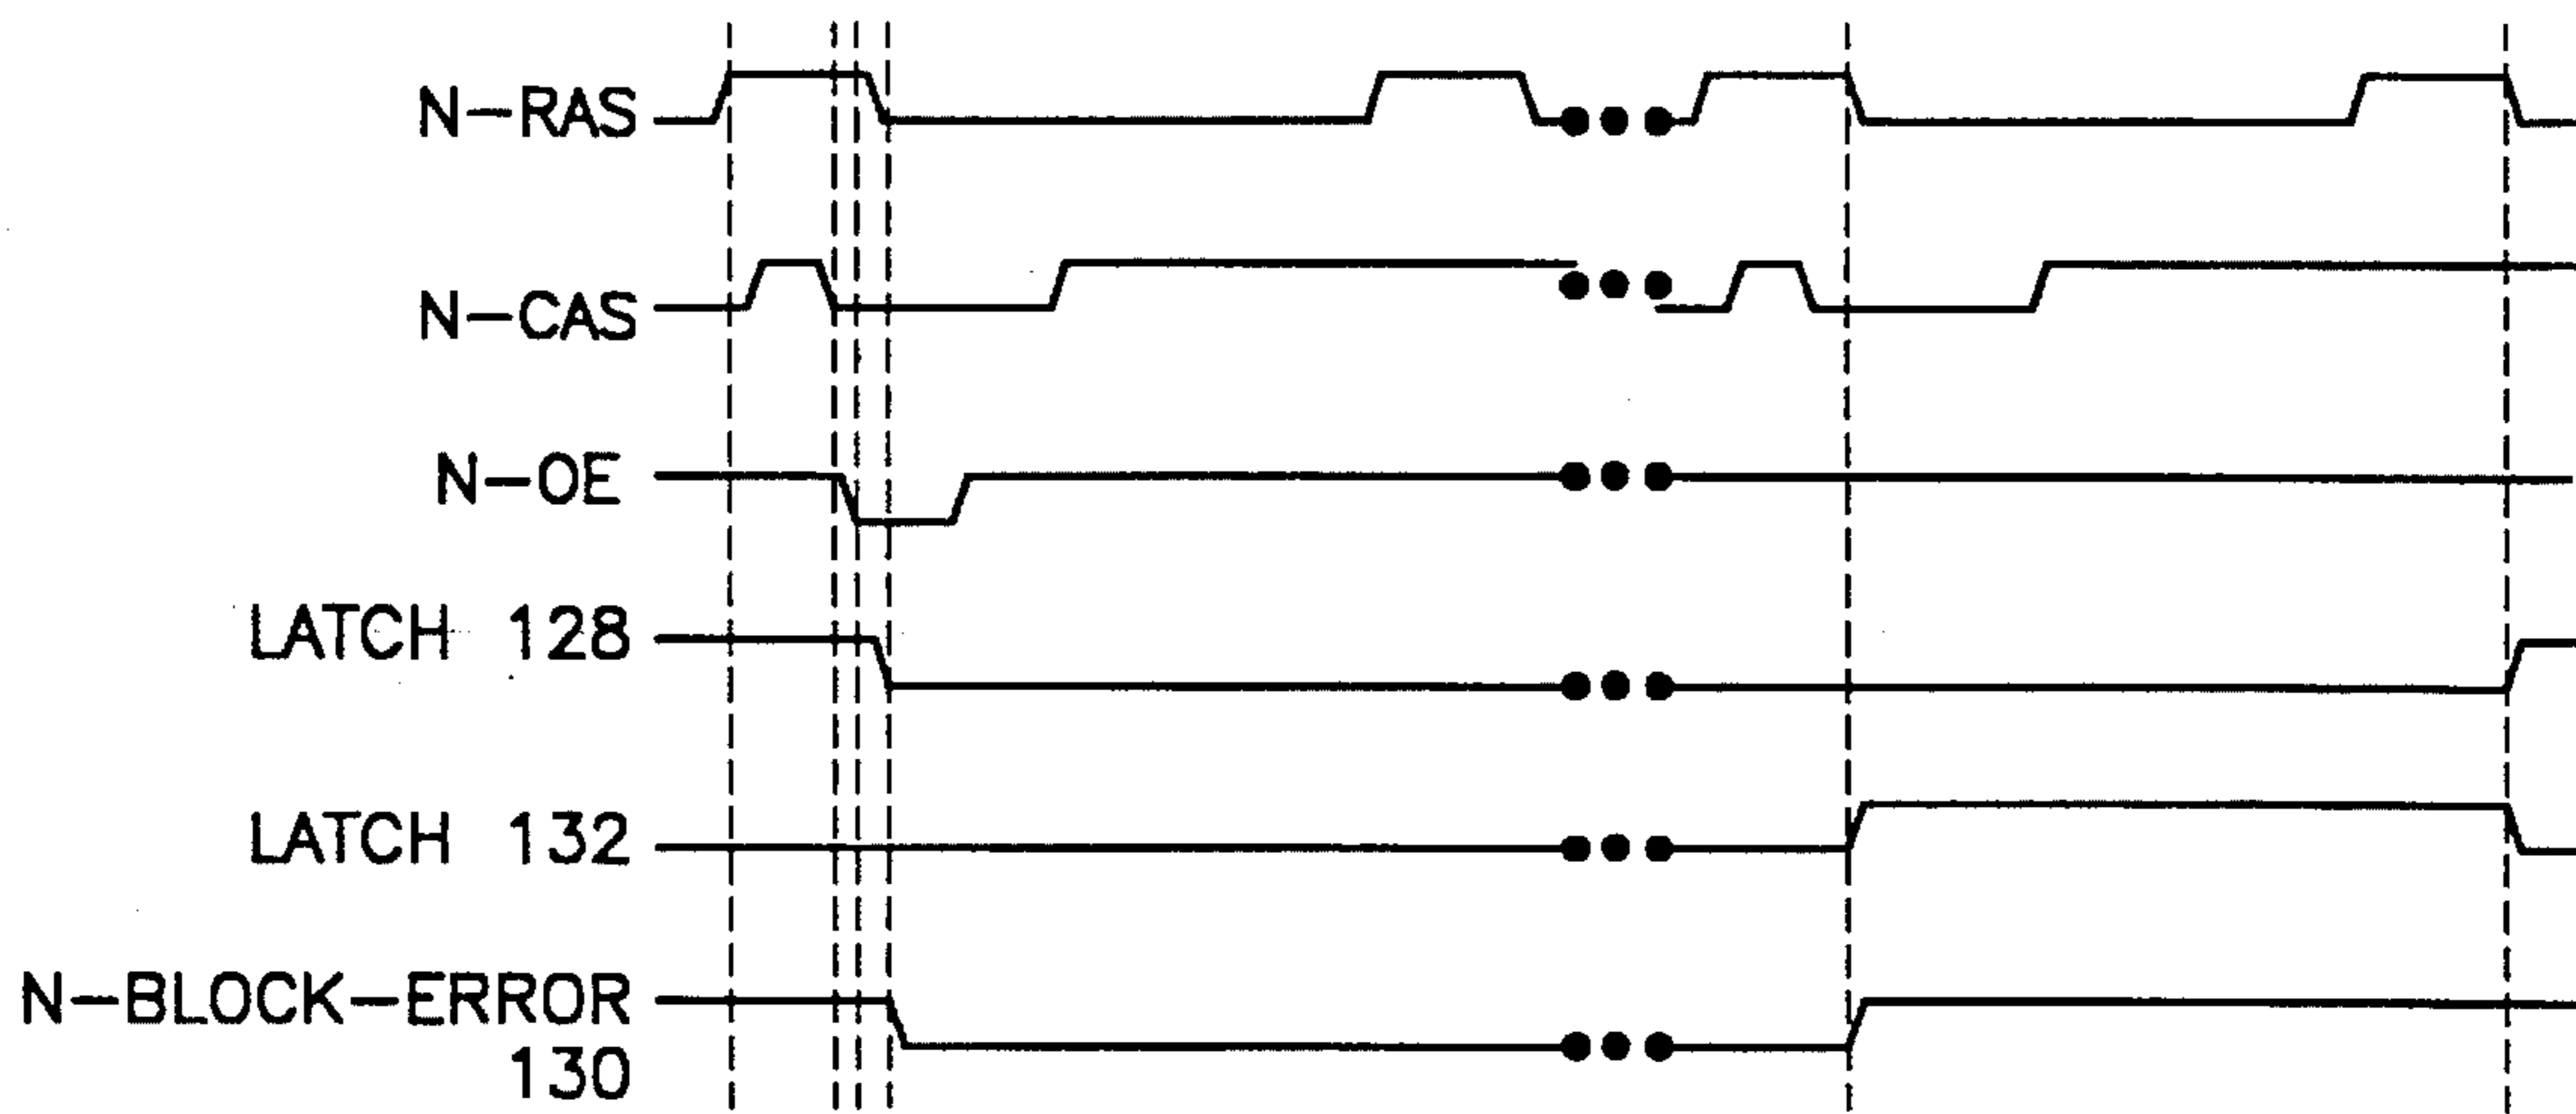 N-RAS
N-CAS
N-OE
LATCH 128
LATCH 132
N-BLOCK-ERROR
130